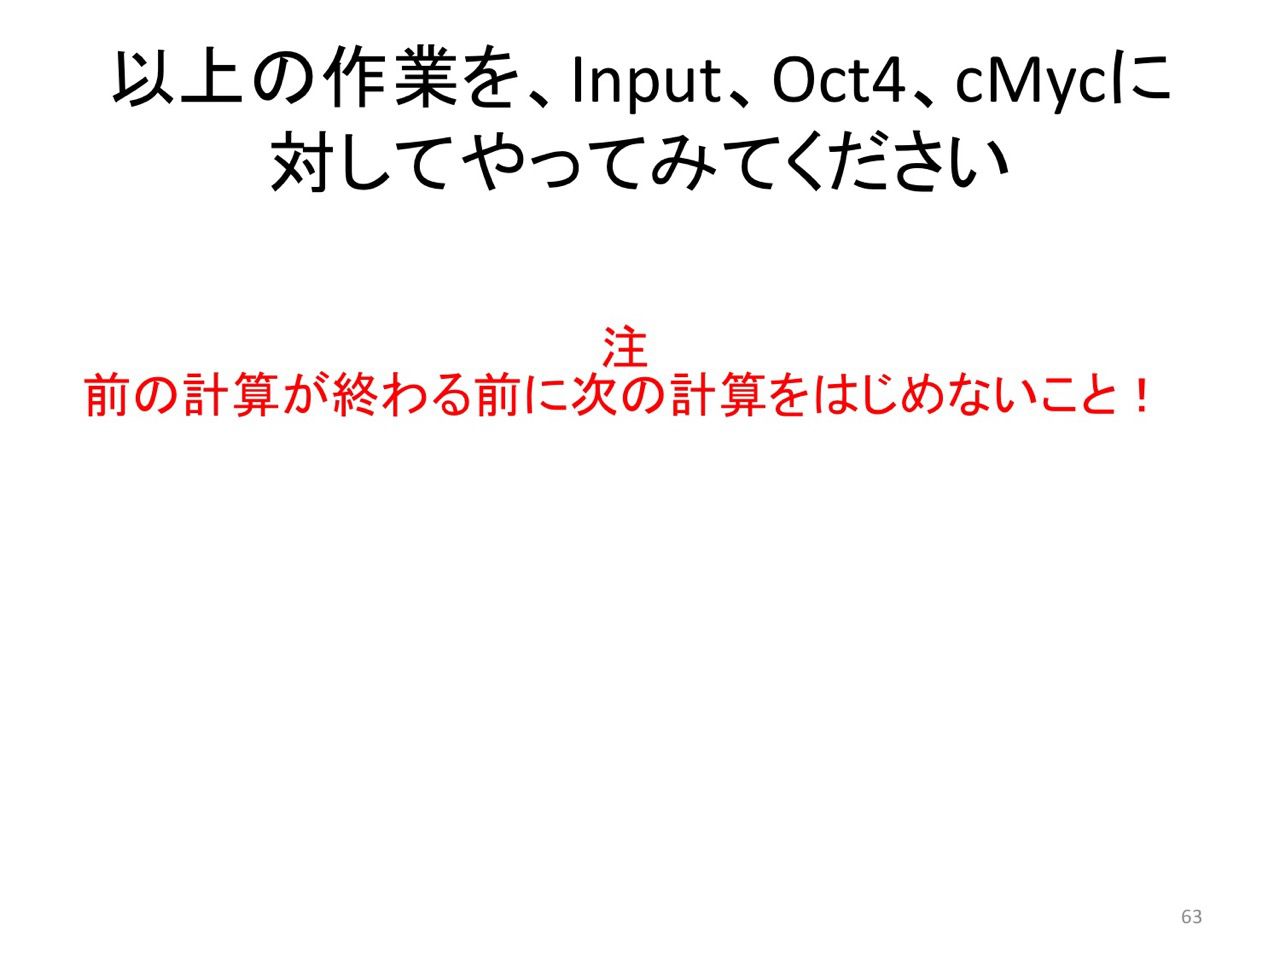 以上の作業を、Input、Oct4、cMycに
対してやってみてください
注
前の計算が終わる前に次の計算をはじめないこと！
63